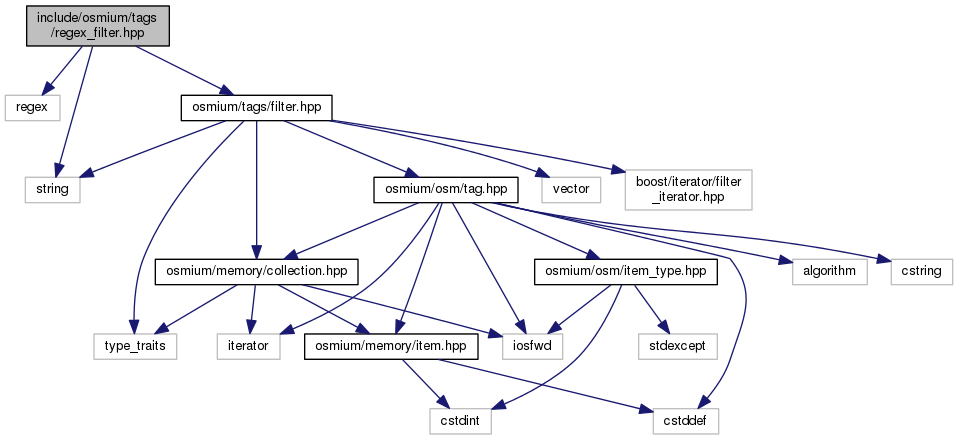 include/osmium/tags
/regex_filter.hpp
regex
osmium/tags/filter.hpp
string
osmium/osm/tag.hpp
vector
boost/iterator/filter
_iterator.hpp
osmium/memory/collection.hpp
osmium/osm/item_type.hpp
algorithm
cstring
type_traits
iterator
osmium/memory/item.hpp
iosfwd
stdexcept
cstdint
cstddef